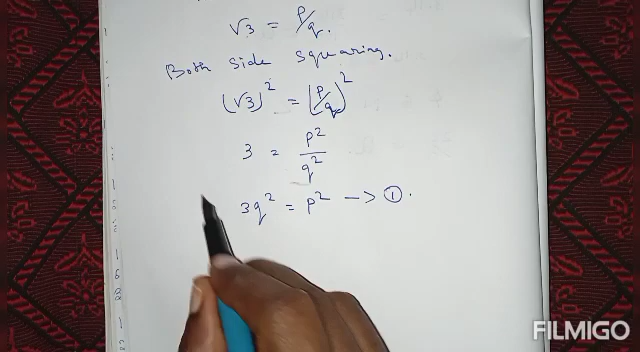 √3 = P/q.
Both side squaring.
(√3)² = (P/q)²
3 = P²/q²
3q² = P² —> ①.
FILMIGO